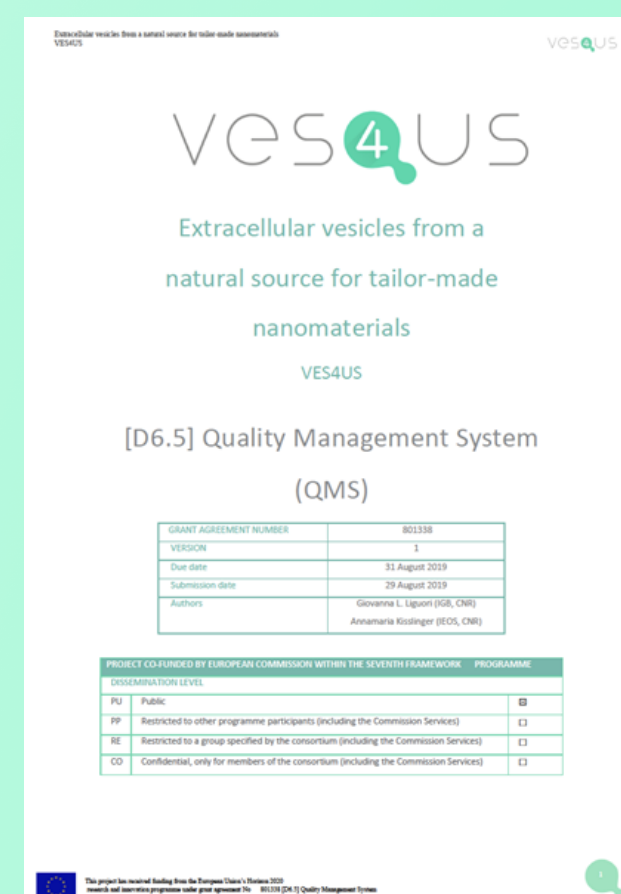 Extracellular vesicles from a natural source for tailor-made nanomaterials
VES4US
ves4us
ves4us
Extracellular vesicles from a
natural source for tailor-made
nanomaterials
VES4US
[D6.5] Quality Management System
(QMS)
GRANT AGREEMENT NUMBER 801338
VERSION 1
Due date 31 August 2019
Submission date 29 August 2019
Authors Giovanna L. Liguori (IGB, CNR)
Annamaria Kisslinger (IEOS, CNR)
PROJECT CO-FUNDED BY EUROPEAN COMMISSION WITHIN THE SEVENTH FRAMEWORK PROGRAMME
DISSEMINATION LEVEL
PU Public
PP Restricted to other programme participants (including the Commission Services)
RE Restricted to a group specified by the consortium (including the Commission Services)
CO Confidential, only for members of the consortium (including the Commission Services)
This project has received funding from the European Union's Horizon 2020
research and innovation programme under grant agreement No 801338 [D6.5] Quality Management System
1